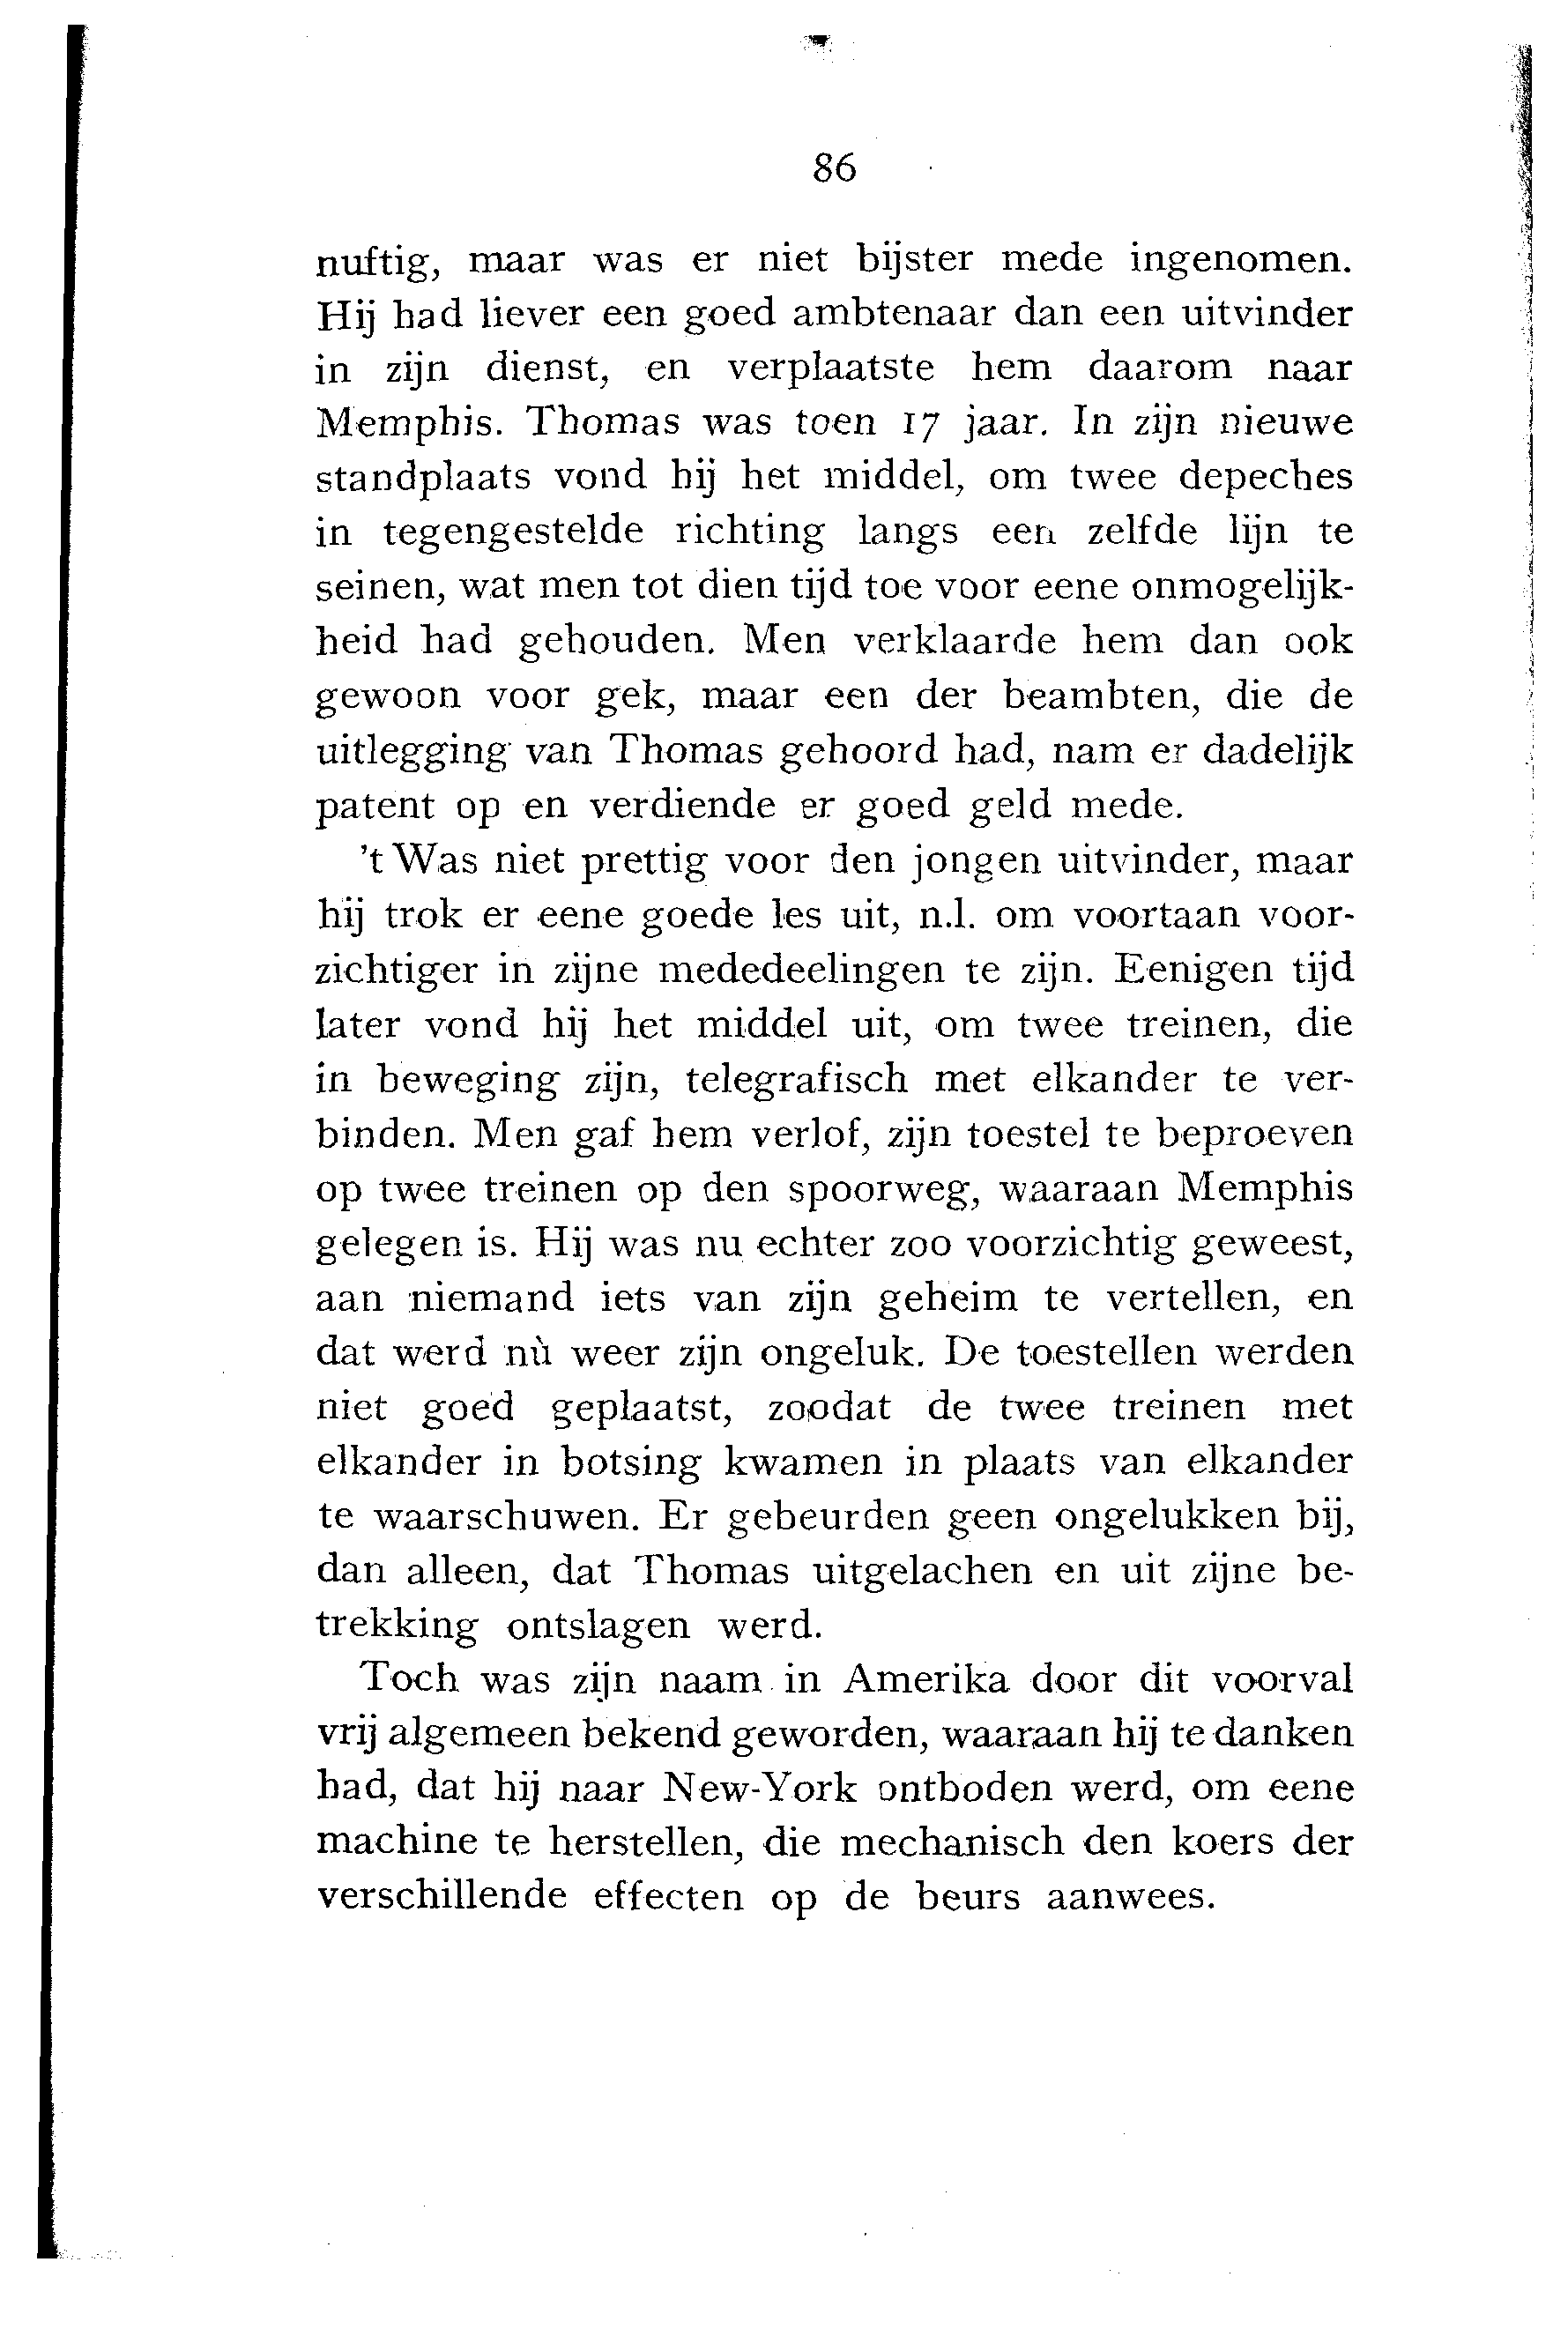 86
nuftig, maar was er niet bijster mede ingenomen.
Hij had liever een goed ambtenaar dan een uitvinder
in zijn dienst, en verplaatste hem daarom naar
Memphis. Thomas was toen 17 jaar. In zijn nieuwe
standplaats vond hij het middel, om twee depeches
in tegengestelde richting langs een zelfde lijn te
seinen, wat men tot dien tijd toe voor eene onmogelijk-
heid had gehouden. Men verklaarde hem dan ook
gewoon voor gek, maar een der beambten, die de
uitlegging van Thomas gehoord had, nam er dadelijk
patent op en verdiende er goed geld mede.
't Was niet prettig voor den jongen uitvinder, maar
hij trok er eene goede les uit, n.l. om voortaan voor-
zichtiger in zijne mededeelingen te zijn. Eenigen tijd
later vond hij het middel uit, om twee treinen, die
in beweging zijn, telegrafisch met elkander te ver-
binden. Men gaf hem verlof, zijn toestel te beproeven
op twee treinen op den spoorweg, waaraan Memphis
gelegen is. Hij was nu echter zoo voorzichtig geweest,
aan niemand iets van zijn geheim te vertellen, en
dat werd nù weer zijn ongeluk. De toestellen werden
niet goed geplaatst, zoodat de twee treinen met
elkander in botsing kwamen in plaats van elkander
te waarschuwen. Er gebeurden geen ongelukken bij,
dan alleen, dat Thomas uitgelachen en uit zijne be-
trekking ontslagen werd.
Toch was zijn naam in Amerika door dit voorval
vrij algemeen bekend geworden, waaraan hij te danken
had, dat hij naar New-York ontboden werd, om eene
machine te herstellen, die mechanisch den koers der
verschillende effecten op de beurs aanwees.